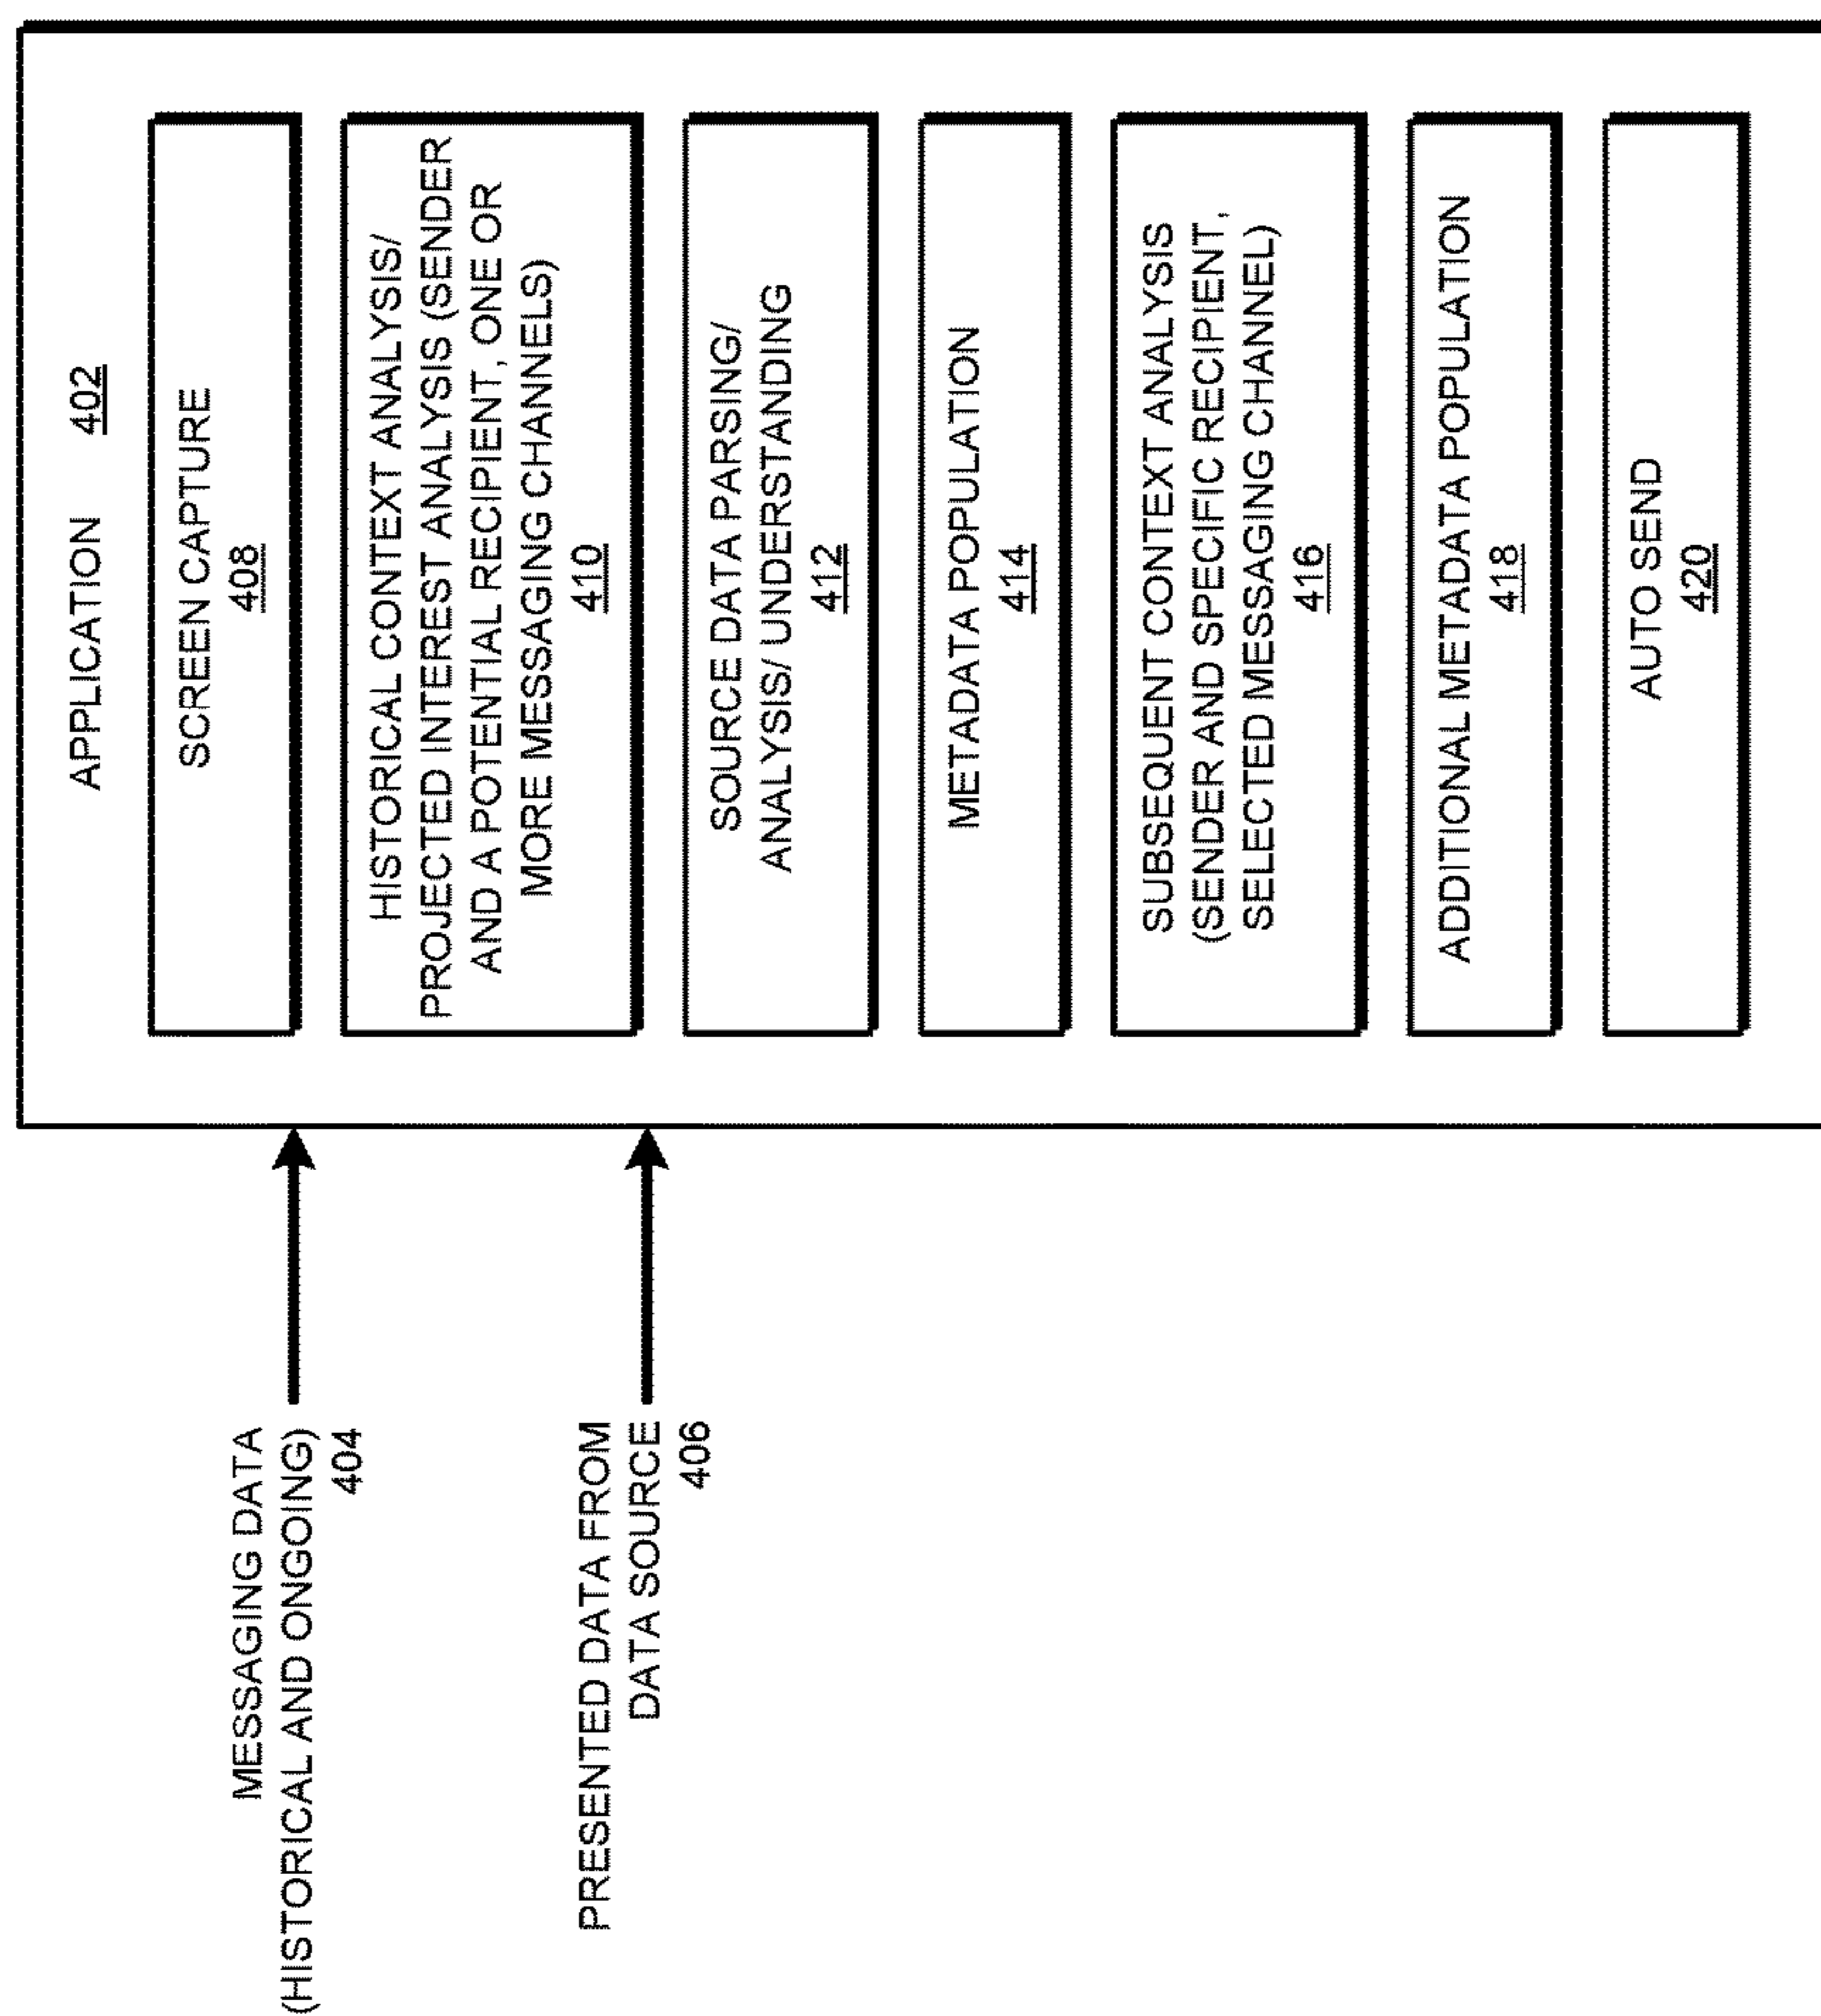 APPLICATION 402
SCREEN CAPTURE
408
HISTORICAL CONTEXT ANALYSIS/
PROJECTED INTEREST ANALYSIS (SENDER
AND A POTENTIAL RECIPIENT, ONE OR
MORE MESSAGING CHANNELS)
410
SOURCE DATA PARSING/
ANALYSIS/ UNDERSTANDING
412
METADATA POPULATION
414
SUBSEQUENT CONTEXT ANALYSIS
(SENDER AND SPECIFIC RECIPIENT,
SELECTED MESSAGING CHANNEL)
416
ADDITIONAL METADATA POPULATION
418
AUTO SEND
420
MESSAGING DATA
(HISTORICAL AND ONGOING)
404
PRESENTED DATA FROM
DATA SOURCE
406